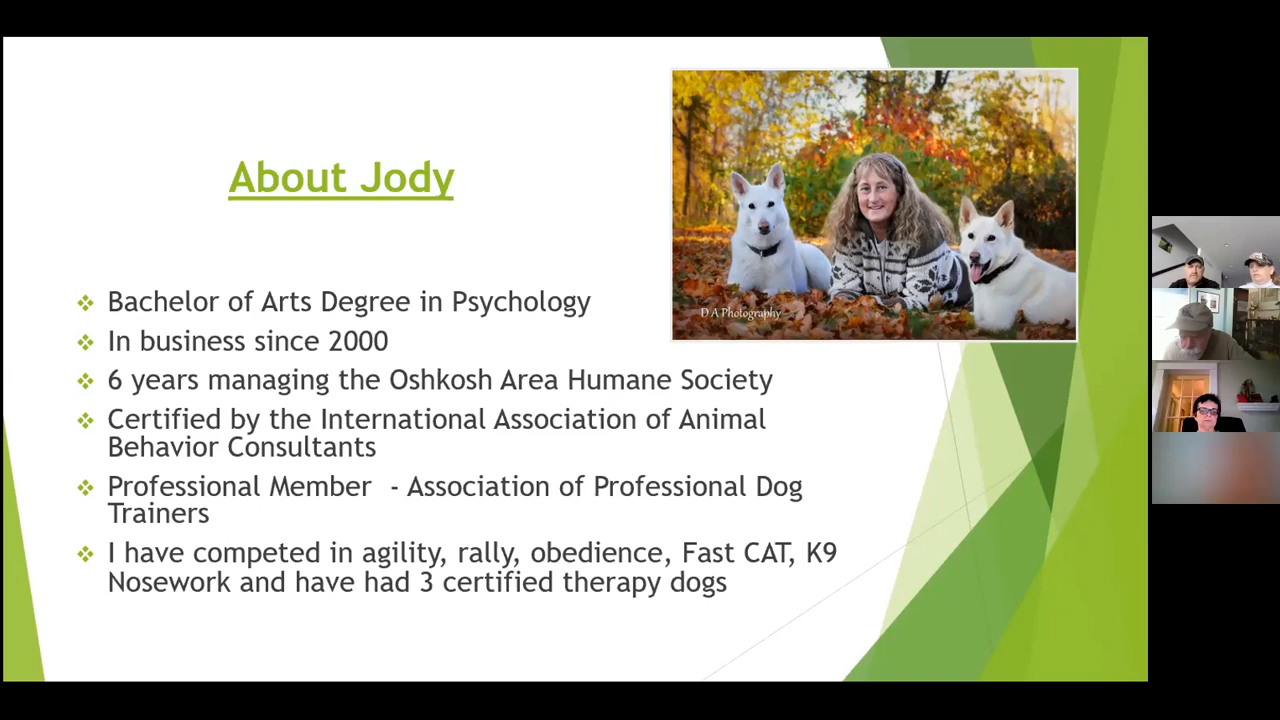 About Jody
D A Photography
Bachelor of Arts Degree in Psychology
In business since 2000
6 years managing the Oshkosh Area Humane Society
Certified by the International Association of Animal
Behavior Consultants
Professional Member  - Association of Professional Dog
Trainers
I have competed in agility, rally, obedience, Fast CAT, K9
Nosework and have had 3 certified therapy dogs